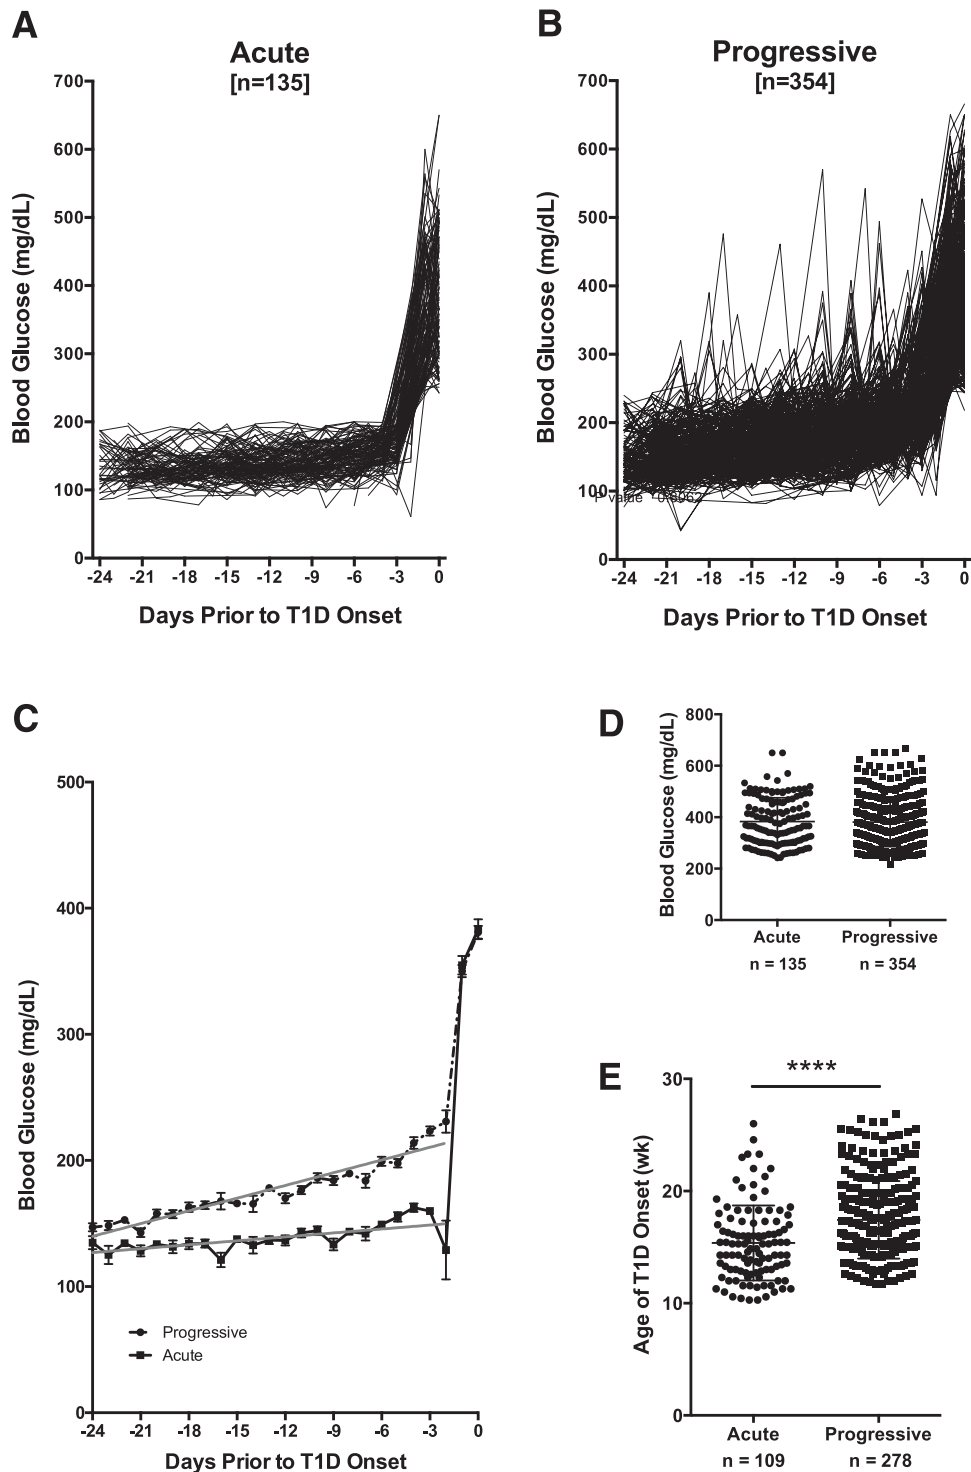 A
Acute
[n=135]
700
600
500
400
300
200
100
0
Blood Glucose (mg/dL)
-24 -21 -18 -15 -12 -9 -6 -3 0
Days Prior to T1D Onset
B
Progressive
[n=354]
700
600
500
400
300
200
100
0
Blood Glucose (mg/dL)
-24 -21 -18 -15 -12 -9 -6 -3 0
Days Prior to T1D Onset
C
500
400
300
200
100
0
Blood Glucose (mg/dL)
Progressive
Acute
-24 -21 -18 -15 -12 -9 -6 -3 0
Days Prior to T1D Onset
D
800
600
400
200
0
Blood Glucose (mg/dL)
Acute Progressive
n = 135 n = 354
E
****
30
20
10
0
Age of T1D Onset (wk)
Acute Progressive
n = 109 n = 278